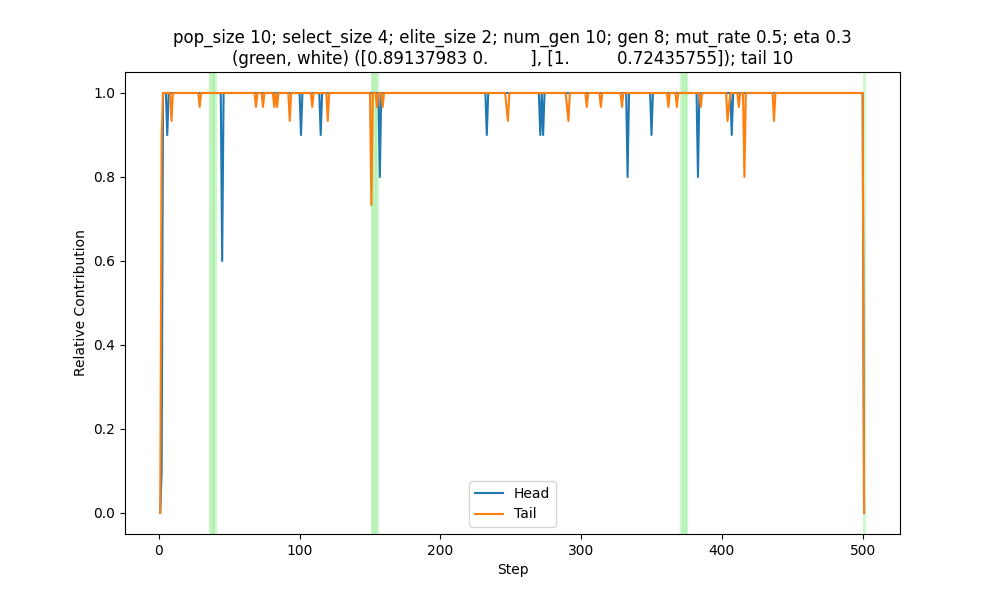 pop_size 10; select_size 4; elite_size 2; num_gen 10; gen 8; mut_rate 0.5; eta 0.3
(green, white) ([0.89137983 0.        ], [1.         0.72435755]); tail 10
1.0
0.8
0.6
0.4
0.2
0.0
Relative Contribution
Head
Tail
0 100 200 300 400 500
Step